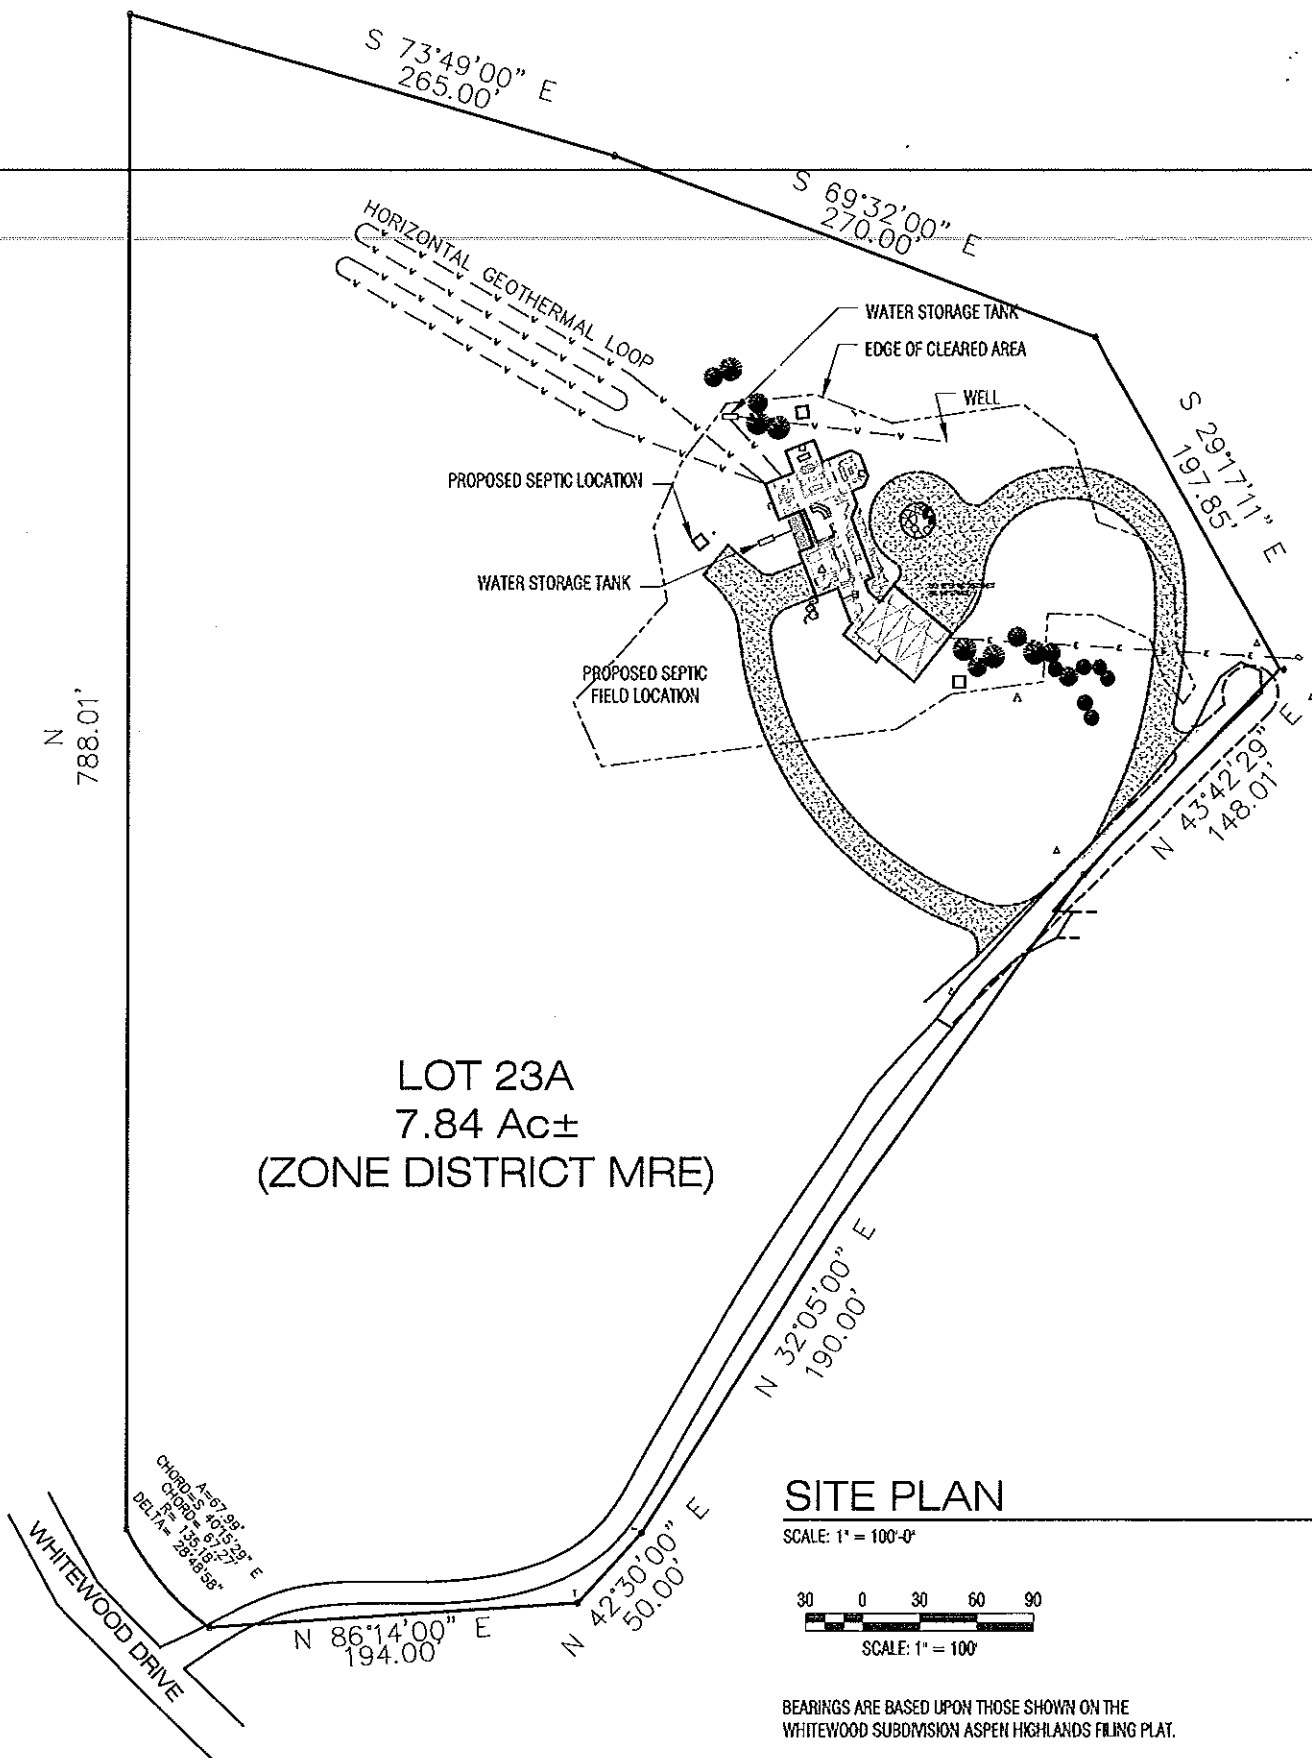 S 73°49'00" E
265.00'
S 69°32'00" E
270.00'
HORIZONTAL GEOTHERMAL LOOP
WATER STORAGE TANK
EDGE OF CLEARED AREA
WELL
S 29°17'11" E
197.85'
PROPOSED SEPTIC LOCATION
WATER STORAGE TANK
PROPOSED SEPTIC
FIELD LOCATION
N
788.01'
N 43°42'29" E
148.01'
LOT 23A
7.84 Ac±
(ZONE DISTRICT MRE)
N 32°05'00" E
190.00'
A=67.99'
CHORD=S 40°15'29" E
CHORD= 67.27'
R= 135.18'
DELTA= 28°48'58"
WHITEWOOD DRIVE
N 86°14'00" E
194.00'
N 42°30'00" E
50.00'
SITE PLAN
SCALE: 1" = 100'-0"
30 0 30 60 90
SCALE: 1" = 100'
BEARINGS ARE BASED UPON THOSE SHOWN ON THE
WHITEWOOD SUBDIVISION ASPEN HIGHLANDS FILING PLAT.